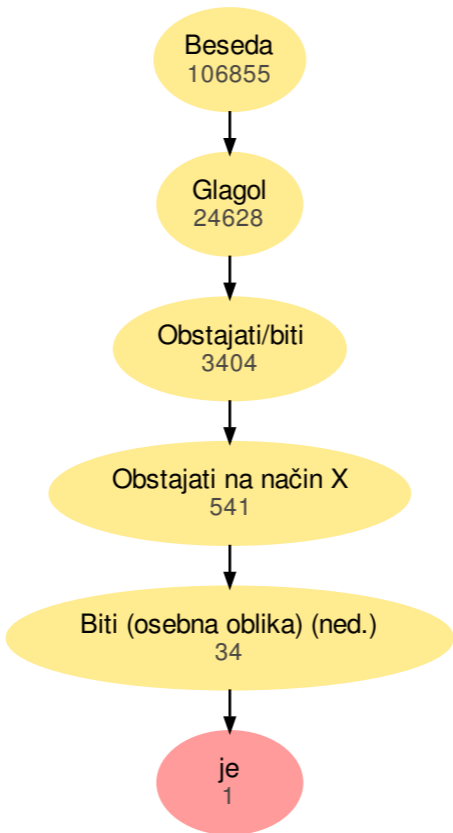 Beseda
106855
Glagol
24628
Obstajati/biti
3404
Obstajati na način X
541
Biti (osebna oblika) (ned.)
34
je
1